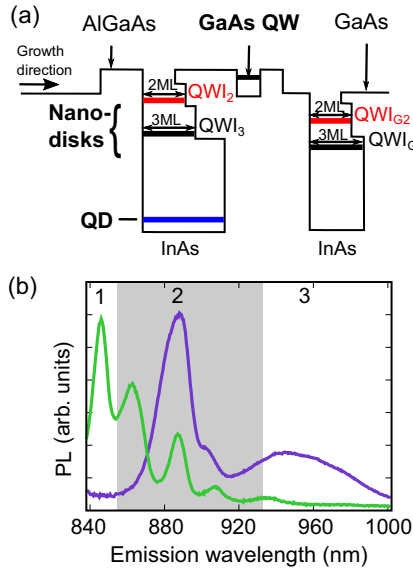 (a)
AlGaAs
GaAs QW
GaAs
Growth
direction
2ML
QWI2
2ML
QWIG2
Nano-
disks
QWI3
3ML
QWIG
3ML
QD
InAs
InAs
(b)
1
2
3
PL (arb. units)
840
880
920
960
1000
Emission wavelength (nm)